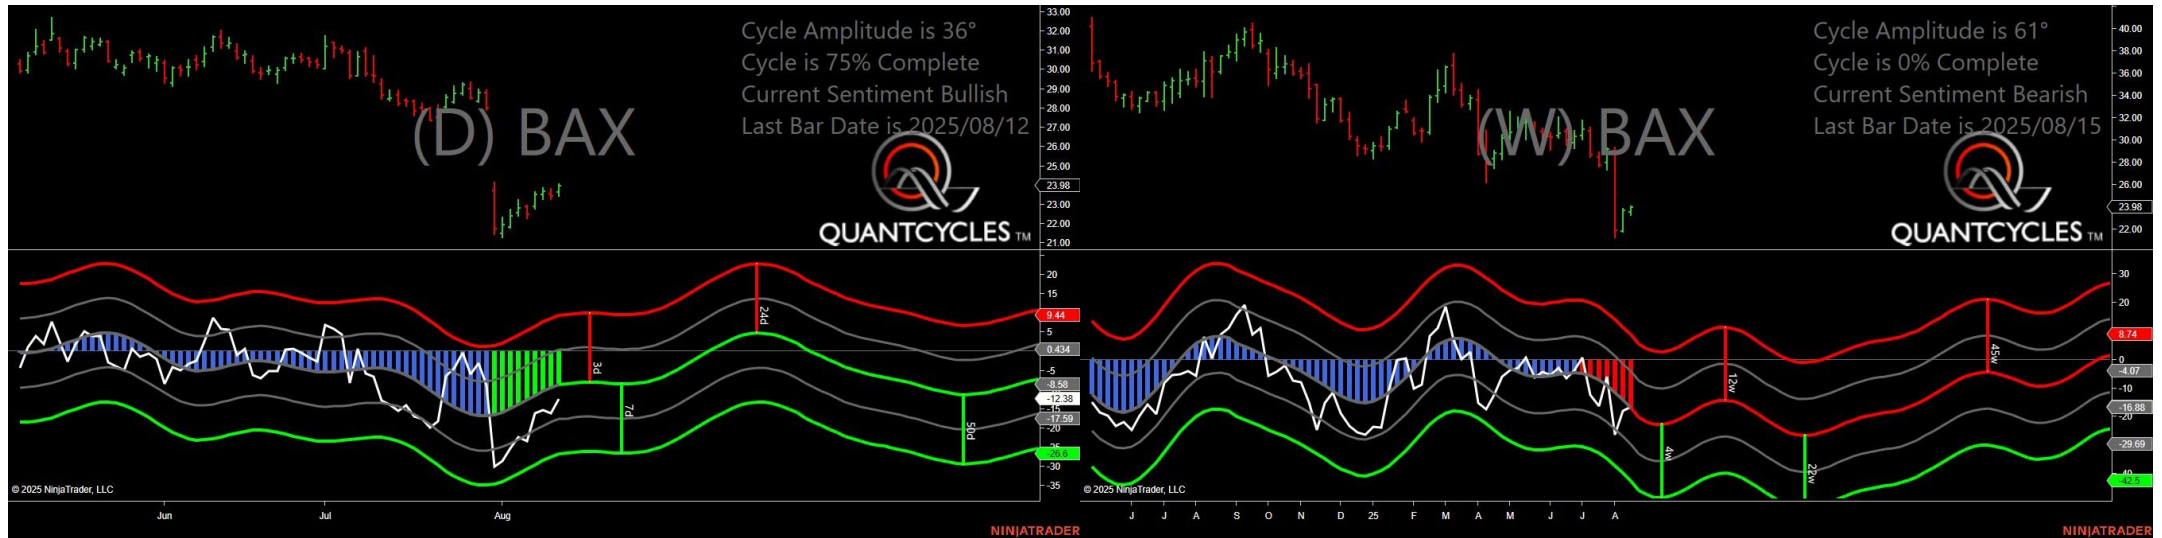 Cycle Amplitude is 36°
Cycle is 75% Complete
Current Sentiment Bullish
Last Bar Date is 2025/08/12
(D) BAX
QUANTCYCLES TM
33.00
32.00
31.00
30.00
29.00
28.00
27.00
26.00
25.00
23.98
23.00
22.00
21.00
20
15
9.44
5
0.434
-5
-8.58
-12.38
-15
-17.59
-20
-26.6
-30
-35
3d
7d
24d
50d
© 2025 NinjaTrader, LLC
Jun Jul Aug
NINJATRADER
Cycle Amplitude is 61°
Cycle is 0% Complete
Current Sentiment Bearish
Last Bar Date is 2025/08/15
(W) BAX
QUANTCYCLES TM
40.00
38.00
36.00
34.00
32.00
30.00
28.00
26.00
23.98
22.00
30
20
8.74
0
-4.07
-10
-16.88
-20
-29.69
-40
-42.5
4w
12w
22w
45w
© 2025 NinjaTrader, LLC
J J A S O N D 25 F M A M J J A
NINJATRADER